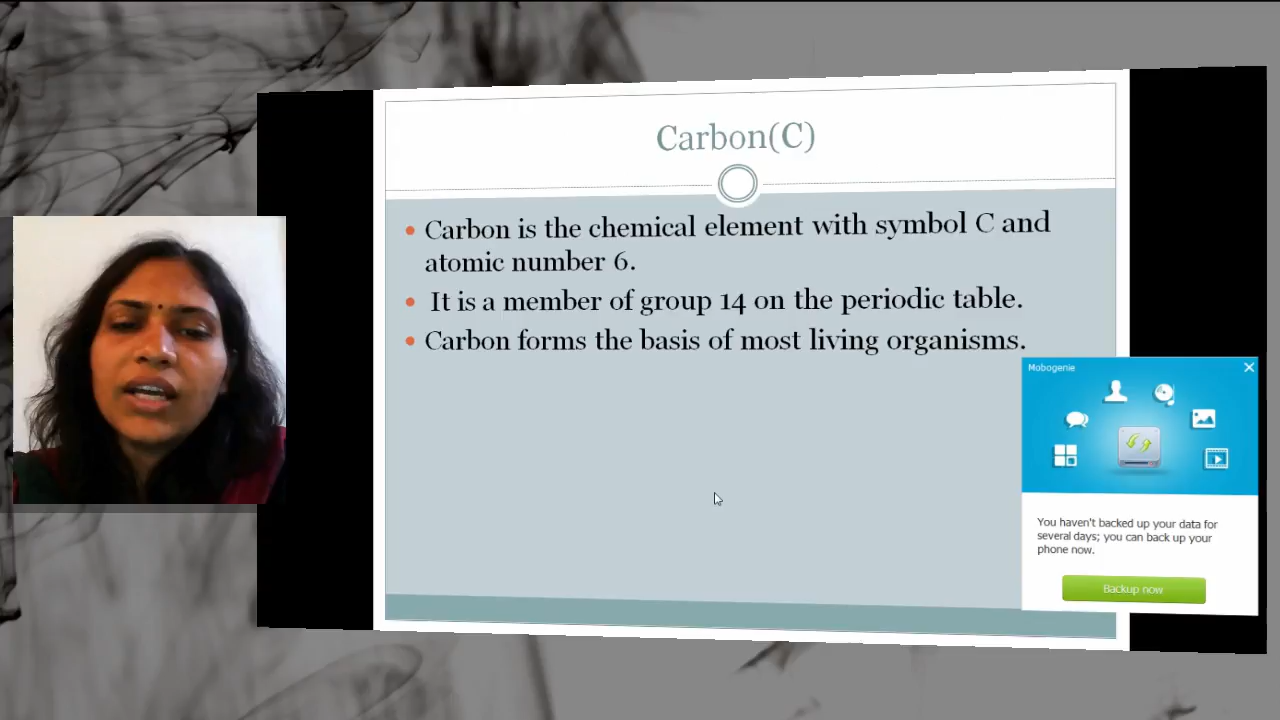 Carbon(C)
• Carbon is the chemical element with symbol C and
atomic number 6.
• It is a member of group 14 on the periodic table.
• Carbon forms the basis of most living organisms.
Mobogenie
You haven't backed up your data for
several days; you can back up your
phone now.
Backup now